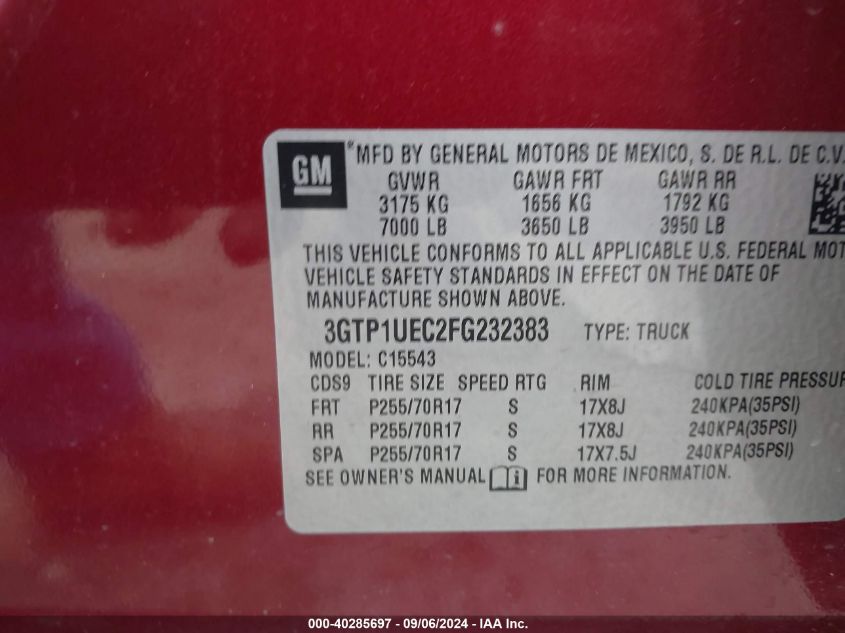 GM
*MFD BY GENERAL MOTORS DE MEXICO, S. DE R.L. DE C.V.
GVWR GAWR FRT GAWR RR
3175 KG 1656 KG 1792 KG
7000 LB 3650 LB 3950 LB
THIS VEHICLE CONFORMS TO ALL APPLICABLE U.S. FEDERAL MOT
VEHICLE SAFETY STANDARDS IN EFFECT ON THE DATE OF
MANUFACTURE SHOWN ABOVE.
3GTP1UEC2FG232383 TYPE: TRUCK
MODEL: C15543
CDS9 TIRE SIZE SPEED RTG RIM COLD TIRE PRESSUR
FRT P255/70R17 S 17X8J 240KPA(35PSI)
RR P255/70R17 S 17X8J 240KPA(35PSI)
SPA P255/70R17 S 17X7.5J 240KPA(35PSI)
SEE OWNER'S MANUAL i FOR MORE INFORMATION.
000-40285697 - 09/06/2024 - IAA Inc.